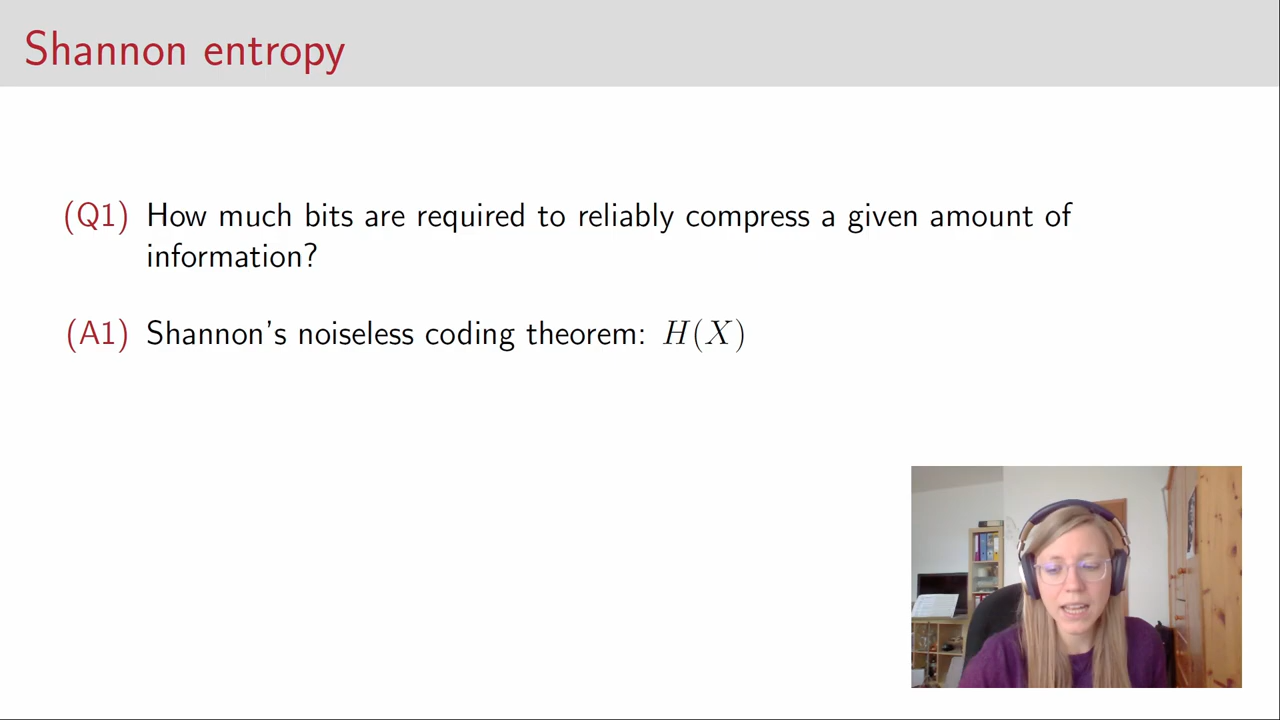 Shannon entropy
(Q1) How much bits are required to reliably compress a given amount of
information?
(A1) Shannon's noiseless coding theorem: H(X)